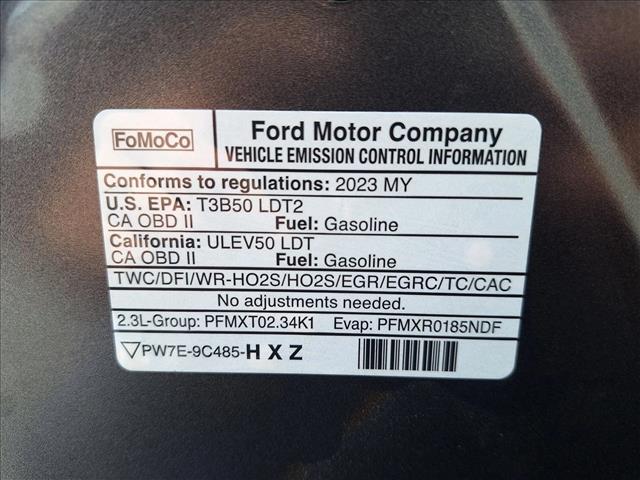 FoMoCo
Ford Motor Company
VEHICLE EMISSION CONTROL INFORMATION
Conforms to regulations: 2023 MY
U.S. EPA: T3B50 LDT2
CA OBD II Fuel: Gasoline
California: ULEV50 LDT
CA OBD II Fuel: Gasoline
TWC/DFI/WR-HO2S/HO2S/EGR/EGRC/TC/CAC
No adjustments needed.
2.3L-Group: PFMXT02.34K1 Evap: PFMXR0185NDF
PW7E-9C485-H X Z